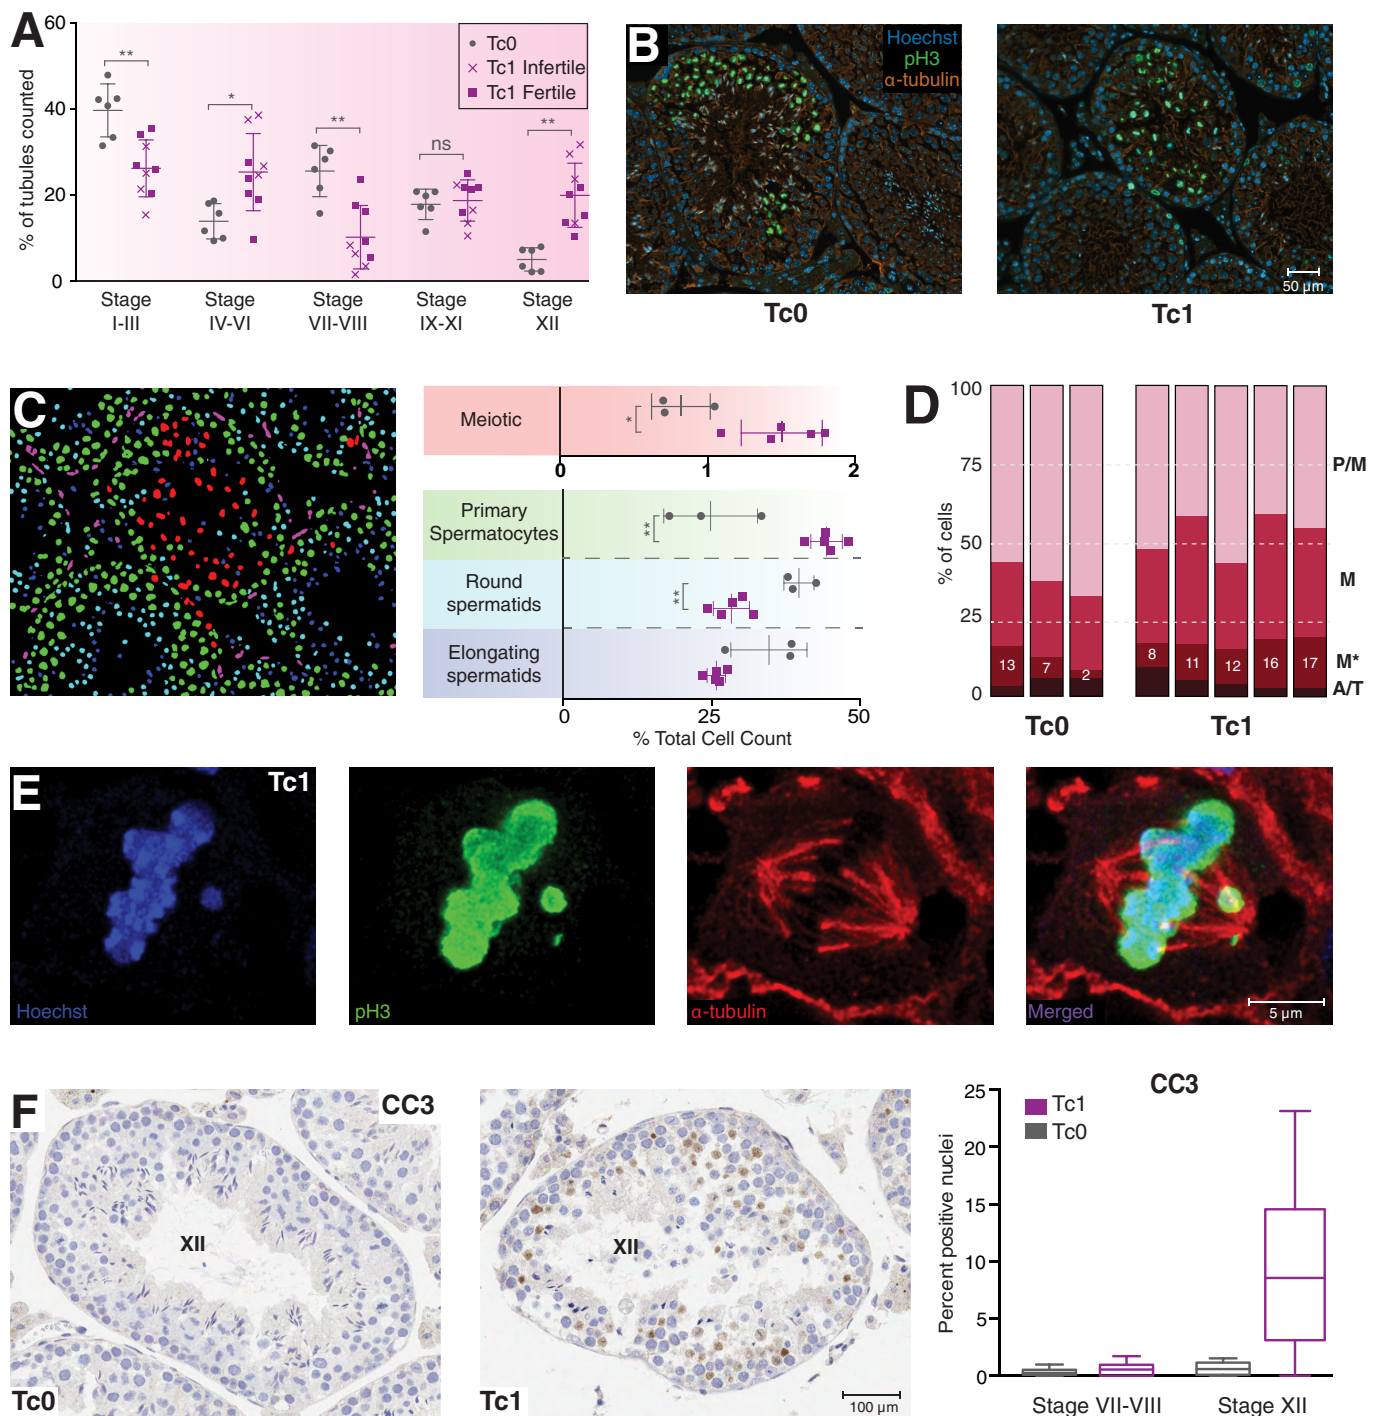 A
60
40
20
0
% of tubules counted
**
*
**
ns
**
Tc0
Tc1 Infertile
Tc1 Fertile
Stage
I-III
Stage
IV-VI
Stage
VII-VIII
Stage
IX-XI
Stage
XII
B
Hoechst
pH3
α-tubulin
50 µm
Tc0
Tc1
C
Meiotic
*
0
1
2
Primary
Spermatocytes
**
Round
spermatids
**
Elongating
spermatids
0
25
50
% Total Cell Count
D
100
75
50
25
0
% of cells
13
7
2
8
11
12
16
17
P/M
M
M*
A/T
Tc0
Tc1
E
Tc1
Hoechst
pH3
α-tubulin
Merged
5 µm
F
CC3
XII
Tc0
XII
Tc1
100 µm
CC3
25
20
15
10
5
0
Percent positive nuclei
Tc1
Tc0
Stage VII-VIII
Stage XII